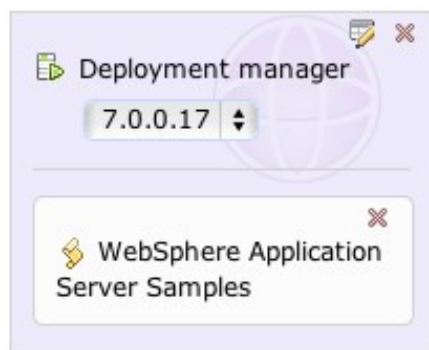 Deployment manager
7.0.0.17
WebSphere Application
Server Samples